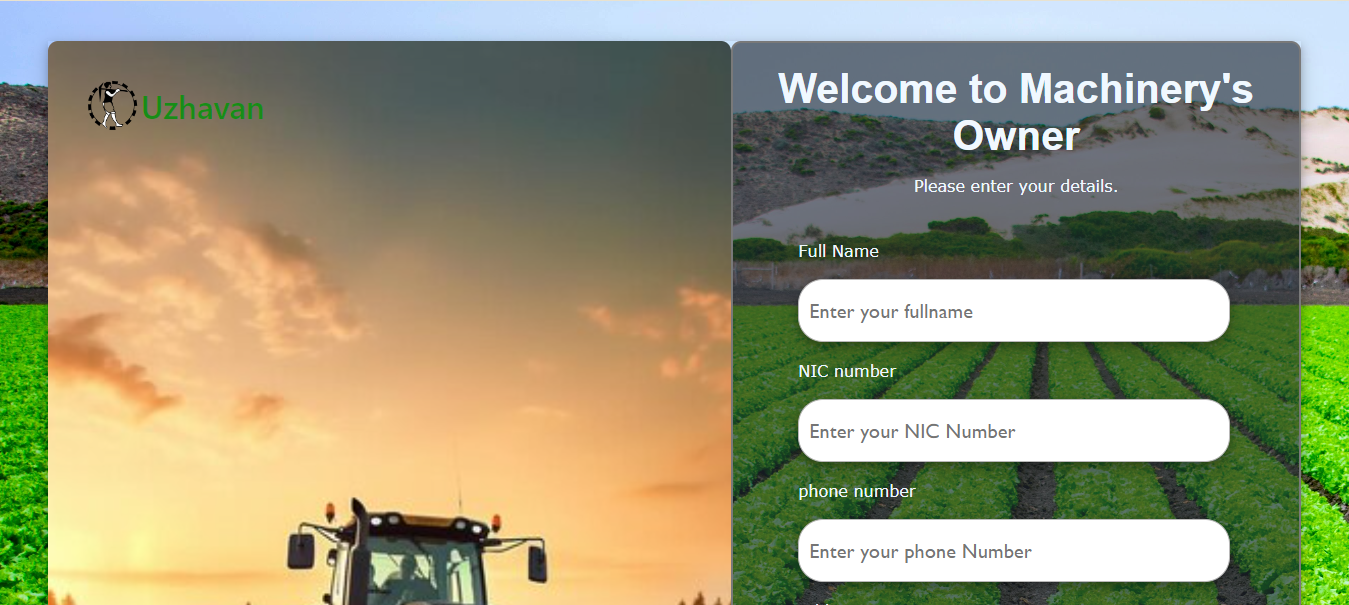 Uzhavan
Welcome to Machinery's
Owner
Please enter your details.
Full Name
Enter your fullname
NIC number
Enter your NIC Number
phone number
Enter your phone Number